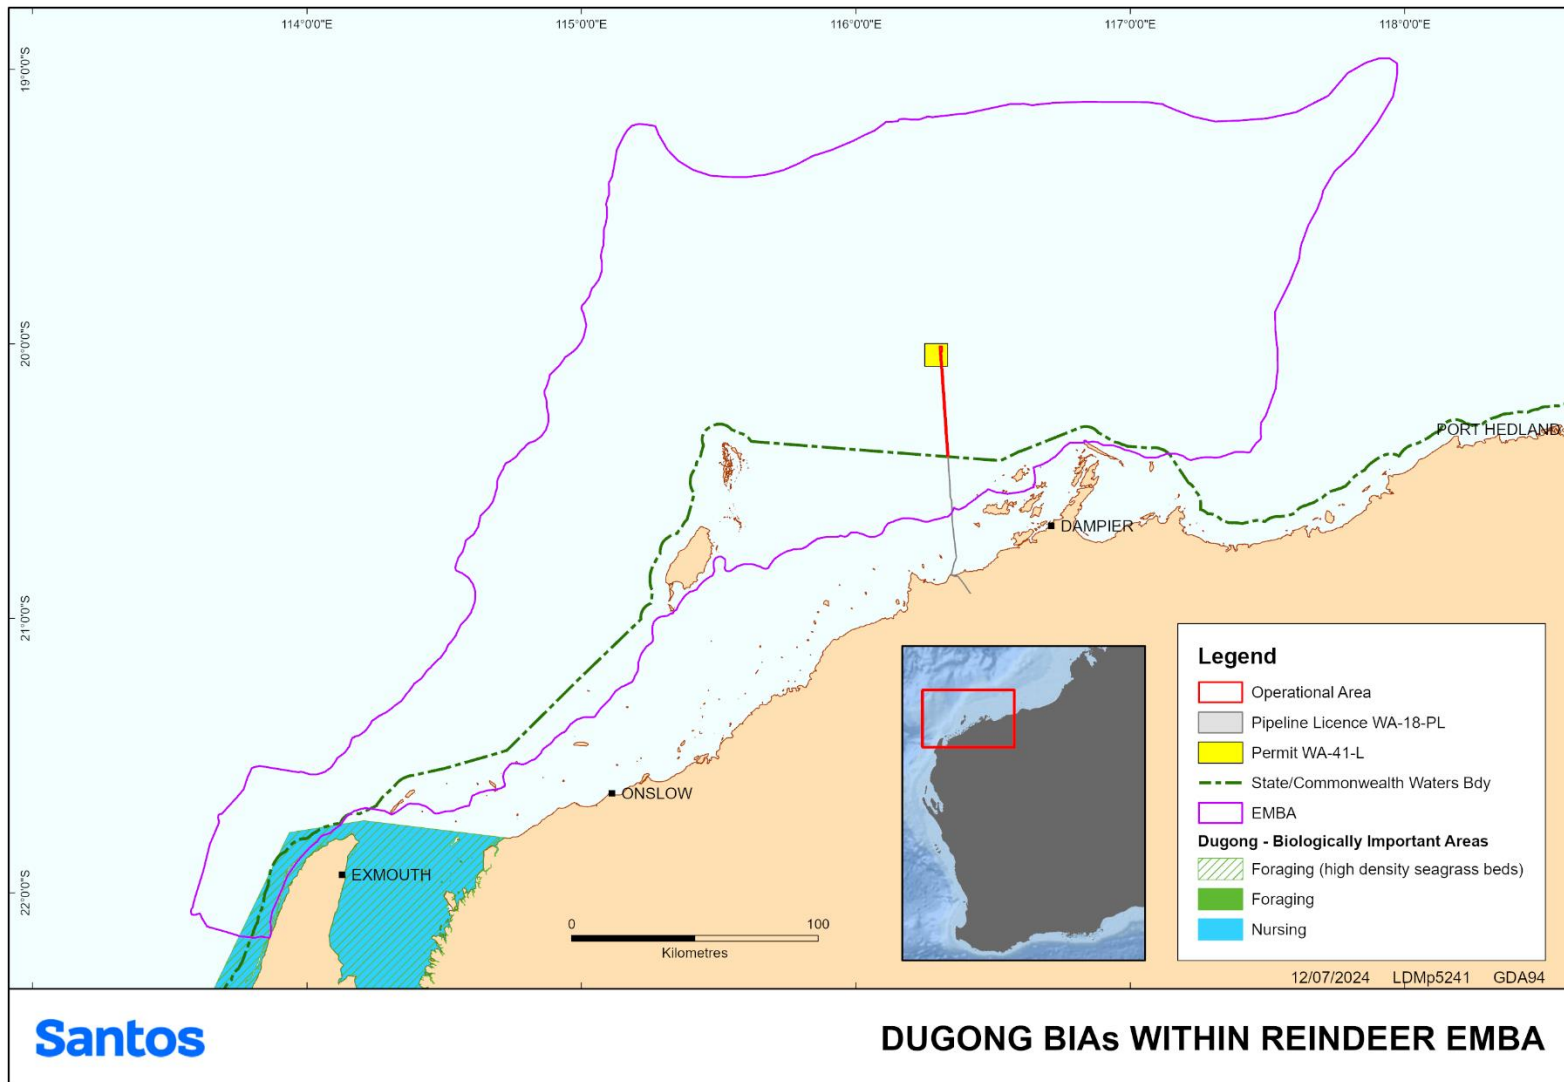 114°0'0"E
115°0'0"E
116°0'0"E
117°0'0"E
118°0'0"E
19°0'0"S
20°0'0"S
21°0'0"S
22°0'0"S
PORT HEDLAND
DAMPIER
ONSLOW
EXMOUTH
0 100
Kilometres
Legend
Operational Area
Pipeline Licence WA-18-PL
Permit WA-41-L
State/Commonwealth Waters Bdy
EMBA
Dugong - Biologically Important Areas
Foraging (high density seagrass beds)
Foraging
Nursing
12/07/2024 LDMp5241 GDA94
Santos
DUGONG BIAs WITHIN REINDEER EMBA